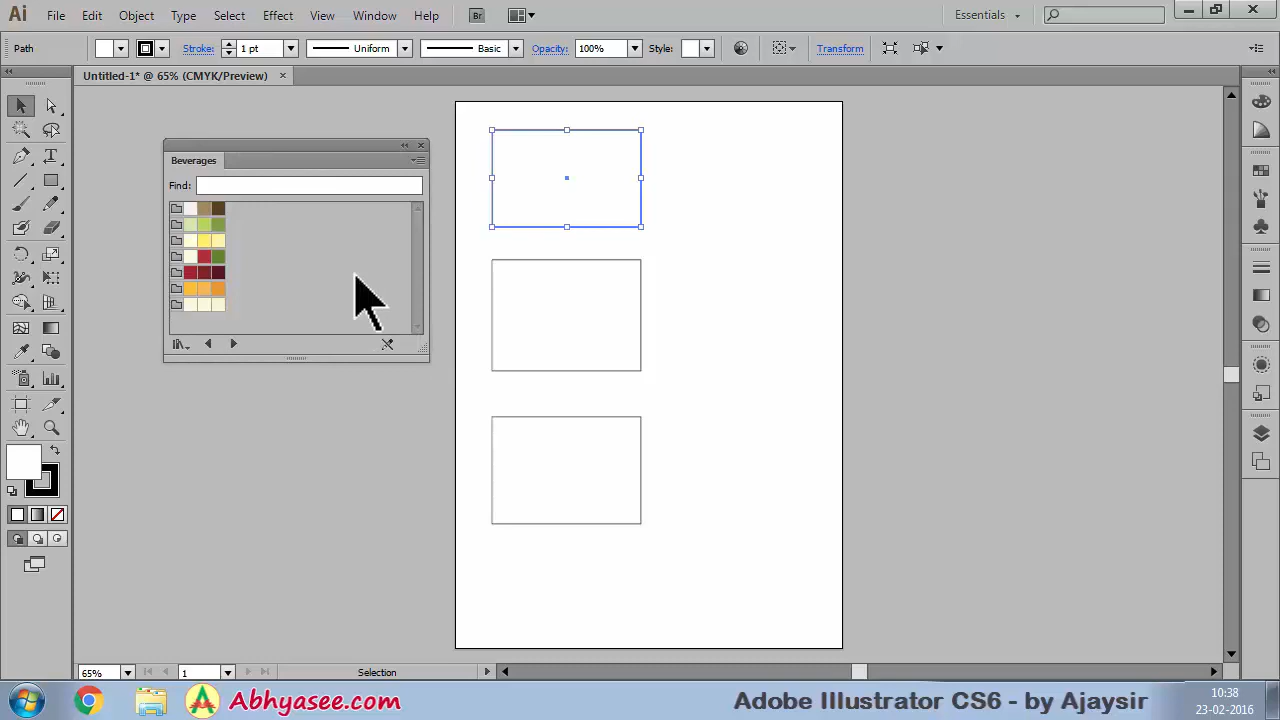 Ai File Edit Object Type Select Effect View Window Help Br Essentials
Path Stroke: 1 pt Uniform Basic Opacity: 100% Style: Transform
Untitled-1* @ 65% (CMYK/Preview)
Beverages
Find:
65% 1 Selection
Abhyasee.com
Adobe Illustrator CS6 - by Ajaysir
10:38
23-02-2016